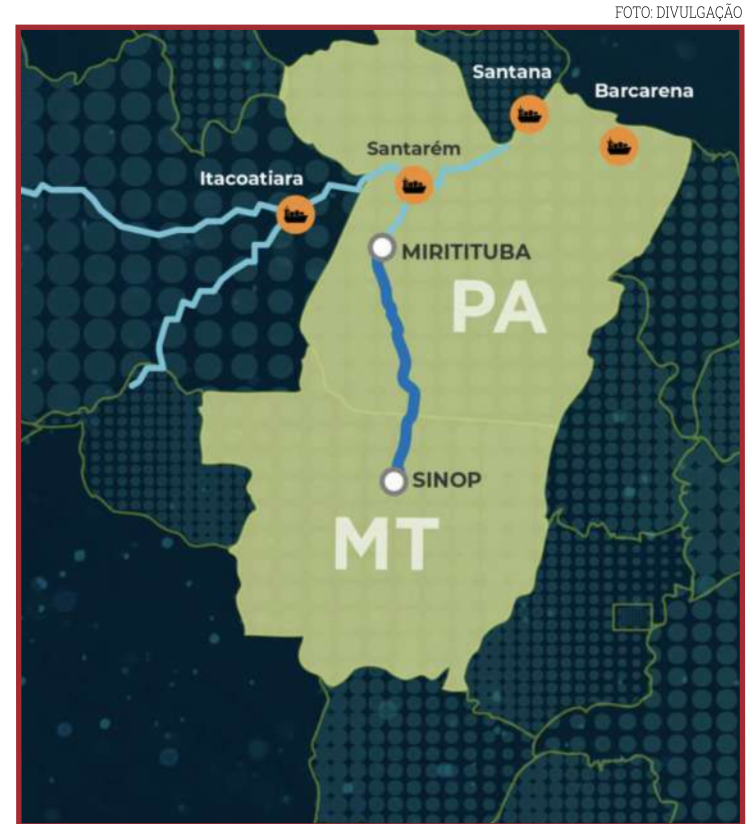 FOTO: DIVULGAÇÃO
Santana
Barcarena
Santarém
Itacoatiara
MIRITITUBA
PA
SINOP
MT